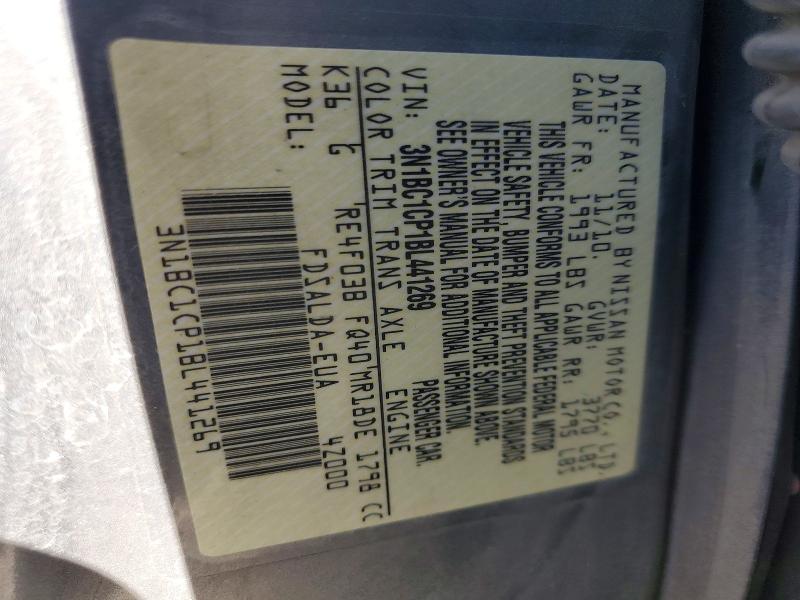 MANUFACTURED BY NISSAN MOTOR CO., LTD.
DATE: 11/10. GVWR: 3770 LBS
GAWR FR: 1993 LBS GAWR RR: 1795 LBS
THIS VEHICLE CONFORMS TO ALL APPLICABLE FEDERAL MOTOR
VEHICLE SAFETY, BUMPER AND THEFT PREVENTION STANDARDS
IN EFFECT ON THE DATE OF MANUFACTURE SHOWN ABOVE.
SEE OWNER'S MANUAL FOR ADDITIONAL INFORMATION.
VIN: 3N1BC1CP1BL441269 PASSENGER CAR.
COLOR TRIM TRANS AXLE ENGINE
K36 G RE4F03B FQ40 MR18DE 1798 CC
MODEL: FDSALDA-EUA 4Z000
3N1BC1CP1BL441269